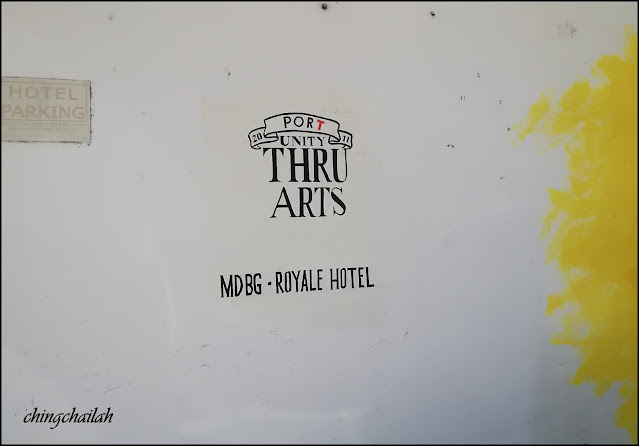 HOTEL
PARKING
PORT
20 11
UNITY
THRU
ARTS
MDBG · ROYALE HOTEL
chingchailah